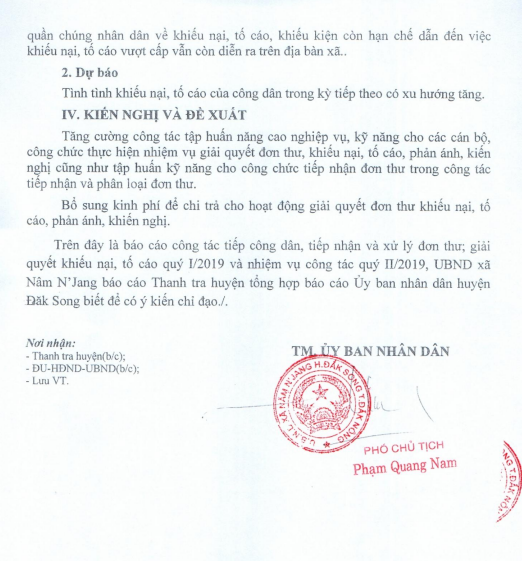 quần chúng nhân dân về khiếu nại, tố cáo, khiếu kiện còn hạn chế dẫn đến việc
khiếu nại, tố cáo vượt cấp vẫn còn diễn ra trên địa bàn xã..
2. Dự báo
Tình tình khiếu nại, tố cáo của công dân trong kỳ tiếp theo có xu hướng tăng.
IV. KIẾN NGHỊ VÀ ĐỀ XUẤT
Tăng cường công tác tập huấn năng cao nghiệp vụ, kỹ năng cho các cán bộ,
công chức thực hiện nhiệm vụ giải quyết đơn thư, khiếu nại, tố cáo, phản ánh, kiến
nghị cũng như tập huấn kỹ năng cho công chức tiếp nhận đơn thư trong công tác
tiếp nhận và phân loại đơn thư.
Bổ sung kinh phí để chi trả cho hoạt động giải quyết đơn thư khiếu nại, tố
cáo, phản ánh, khiến nghị.
Trên đây là báo cáo công tác tiếp công dân, tiếp nhận và xử lý đơn thư; giải
quyết khiếu nại, tố cáo quý I/2019 và nhiệm vụ công tác quý II/2019, UBND xã
Nâm N'Jang báo cáo Thanh tra huyện tổng hợp báo cáo Ủy ban nhân dân huyện
Đăk Song biết để có ý kiến chỉ đạo./.
Nơi nhận:
- Thanh tra huyện(b/c);
- ĐU-HĐND-UBND(b/c);
- Lưu VT.
TM. ỦY BAN NHÂN DÂN
U.B.N.D. XÃ NÂM N'JANG H.ĐĂK SONG T.ĐĂK NÔNG
PHÓ CHỦ TỊCH
Phạm Quang Nam
NG T.ĐĂK NÔN